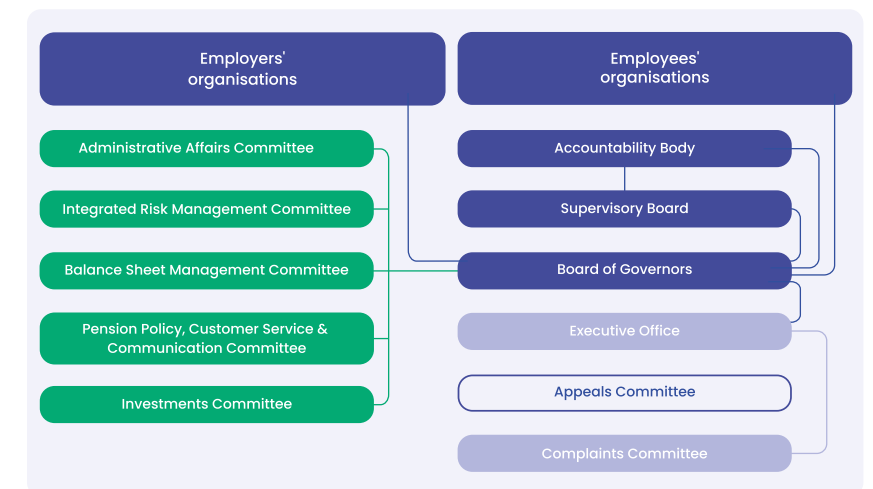 Employers'
organisations
Employees'
organisations
Administrative Affairs Committee
Accountability Body
Integrated Risk Management Committee
Supervisory Board
Balance Sheet Management Committee
Board of Governors
Pension Policy, Customer Service &
Communication Committee
Executive Office
Appeals Committee
Investments Committee
Complaints Committee